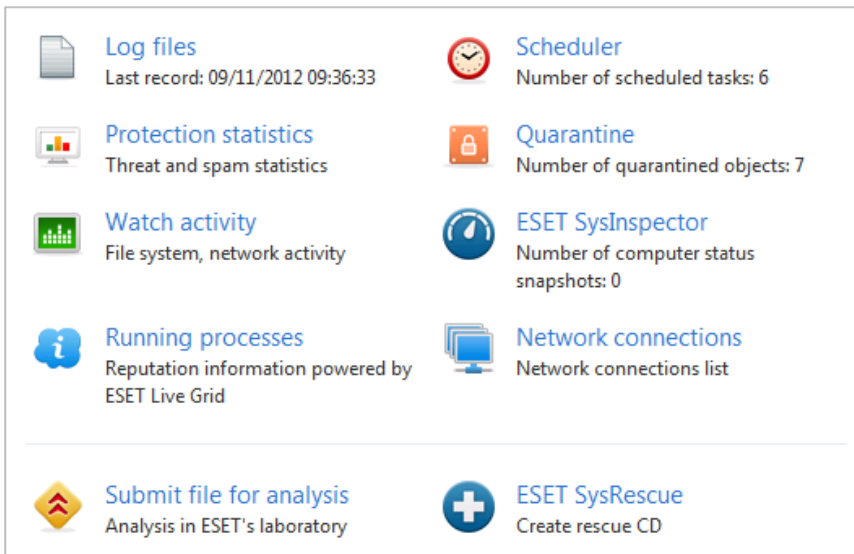 Log files
Last record: 09/11/2012 09:36:33
Scheduler
Number of scheduled tasks: 6
Protection statistics
Threat and spam statistics
Quarantine
Number of quarantined objects: 7
Watch activity
File system, network activity
ESET SysInspector
Number of computer status
snapshots: 0
Running processes
Reputation information powered by
ESET Live Grid
Network connections
Network connections list
Submit file for analysis
Analysis in ESET's laboratory
ESET SysRescue
Create rescue CD